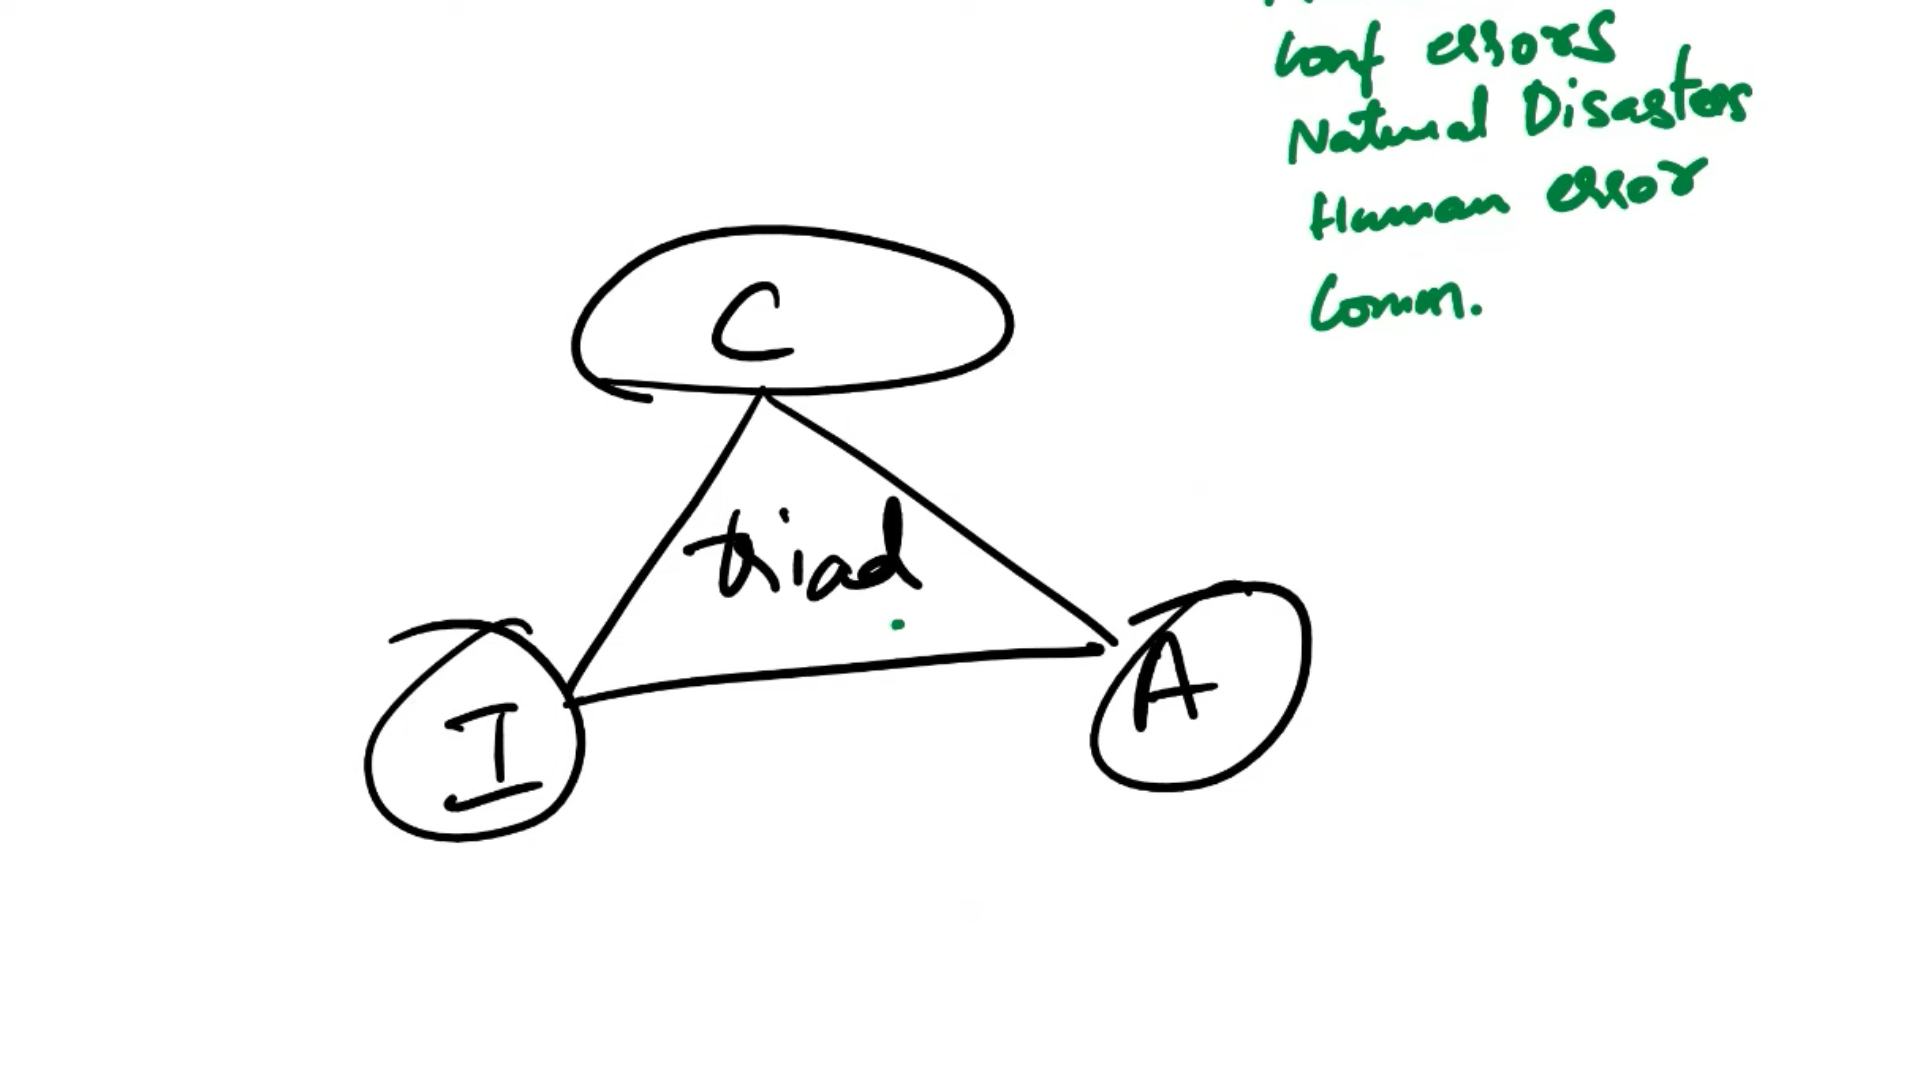 conf errors
Natural Disasters
Human error
Comm.
C
triad
I
A